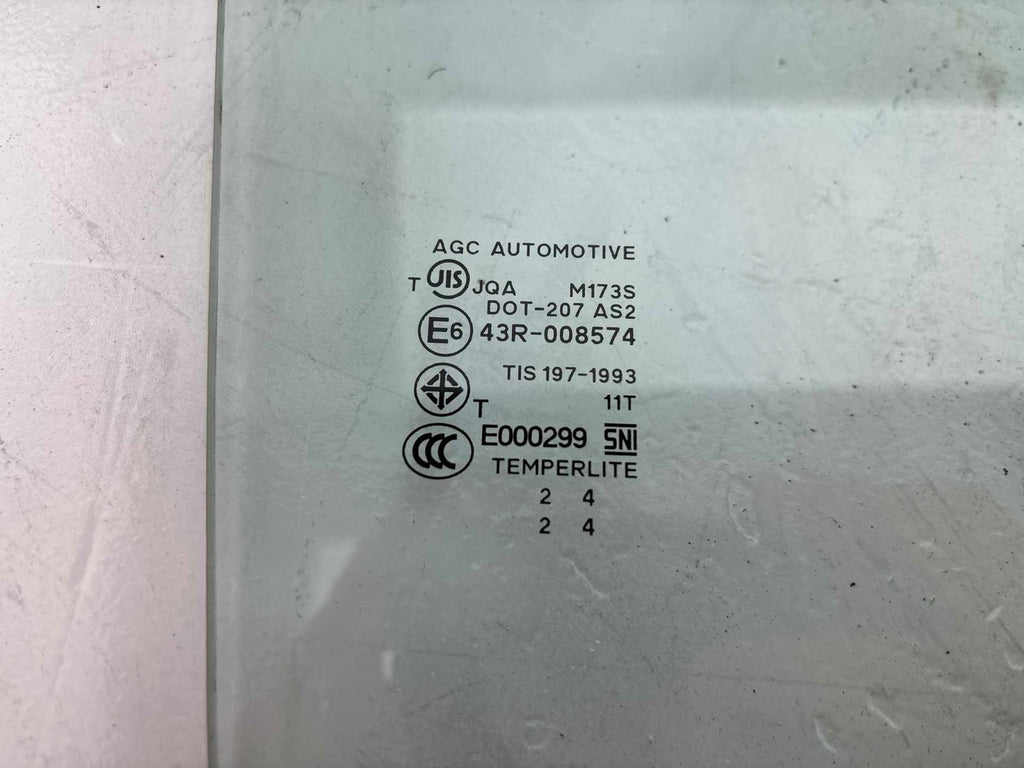 AGC AUTOMOTIVE
T JIS JQA M173S
DOT-207 AS2
E6 43R-008574
TIS 197-1993
T 11T
CCC E000299 SNI
TEMPERLITE
2 4
2 4